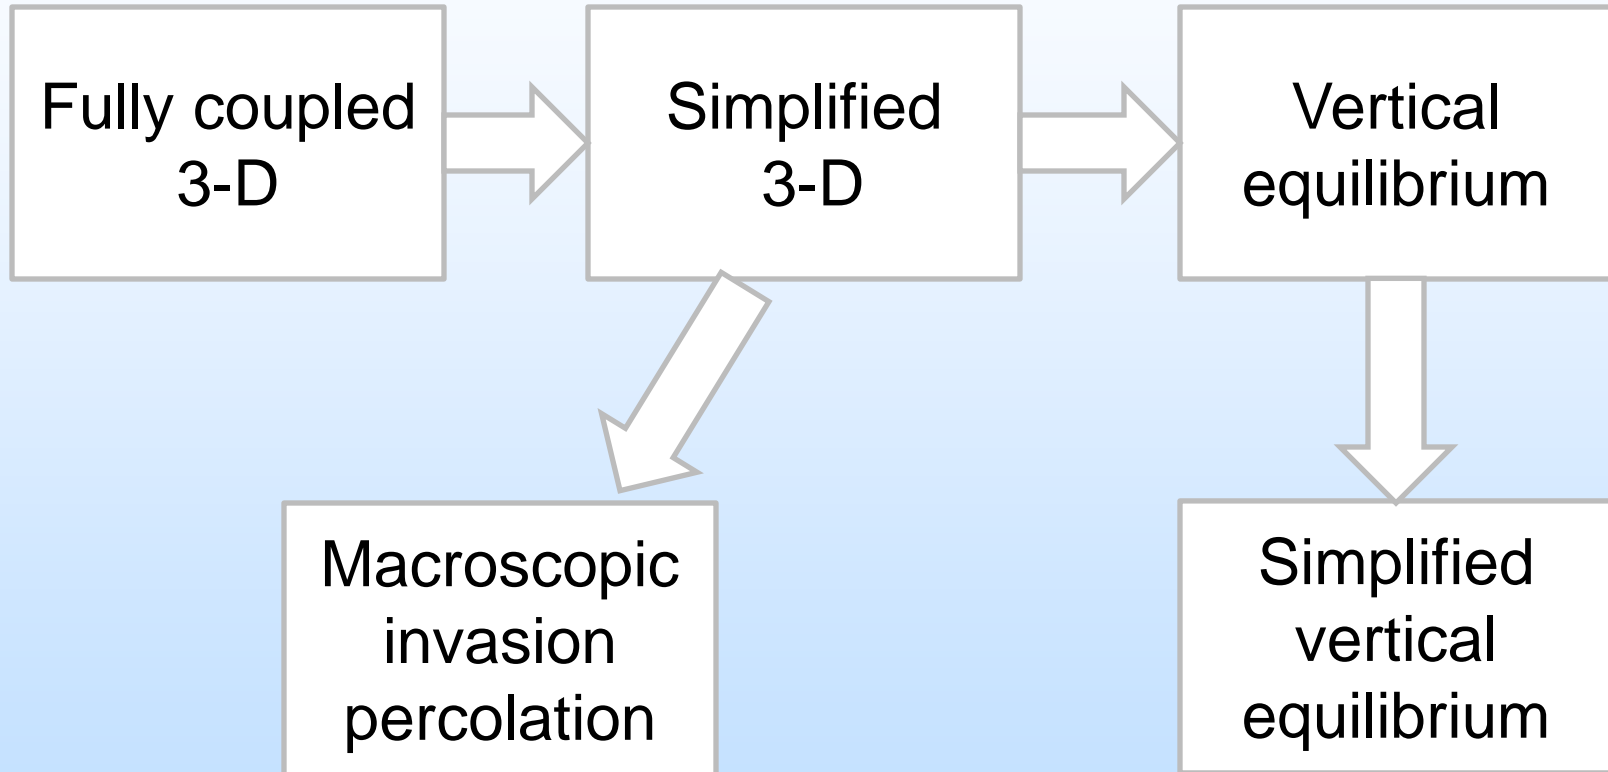 Fully coupled
3-D
Simplified
3-D
Vertical
equilibrium
Macroscopic
invasion
percolation
Simplified
vertical
equilibrium